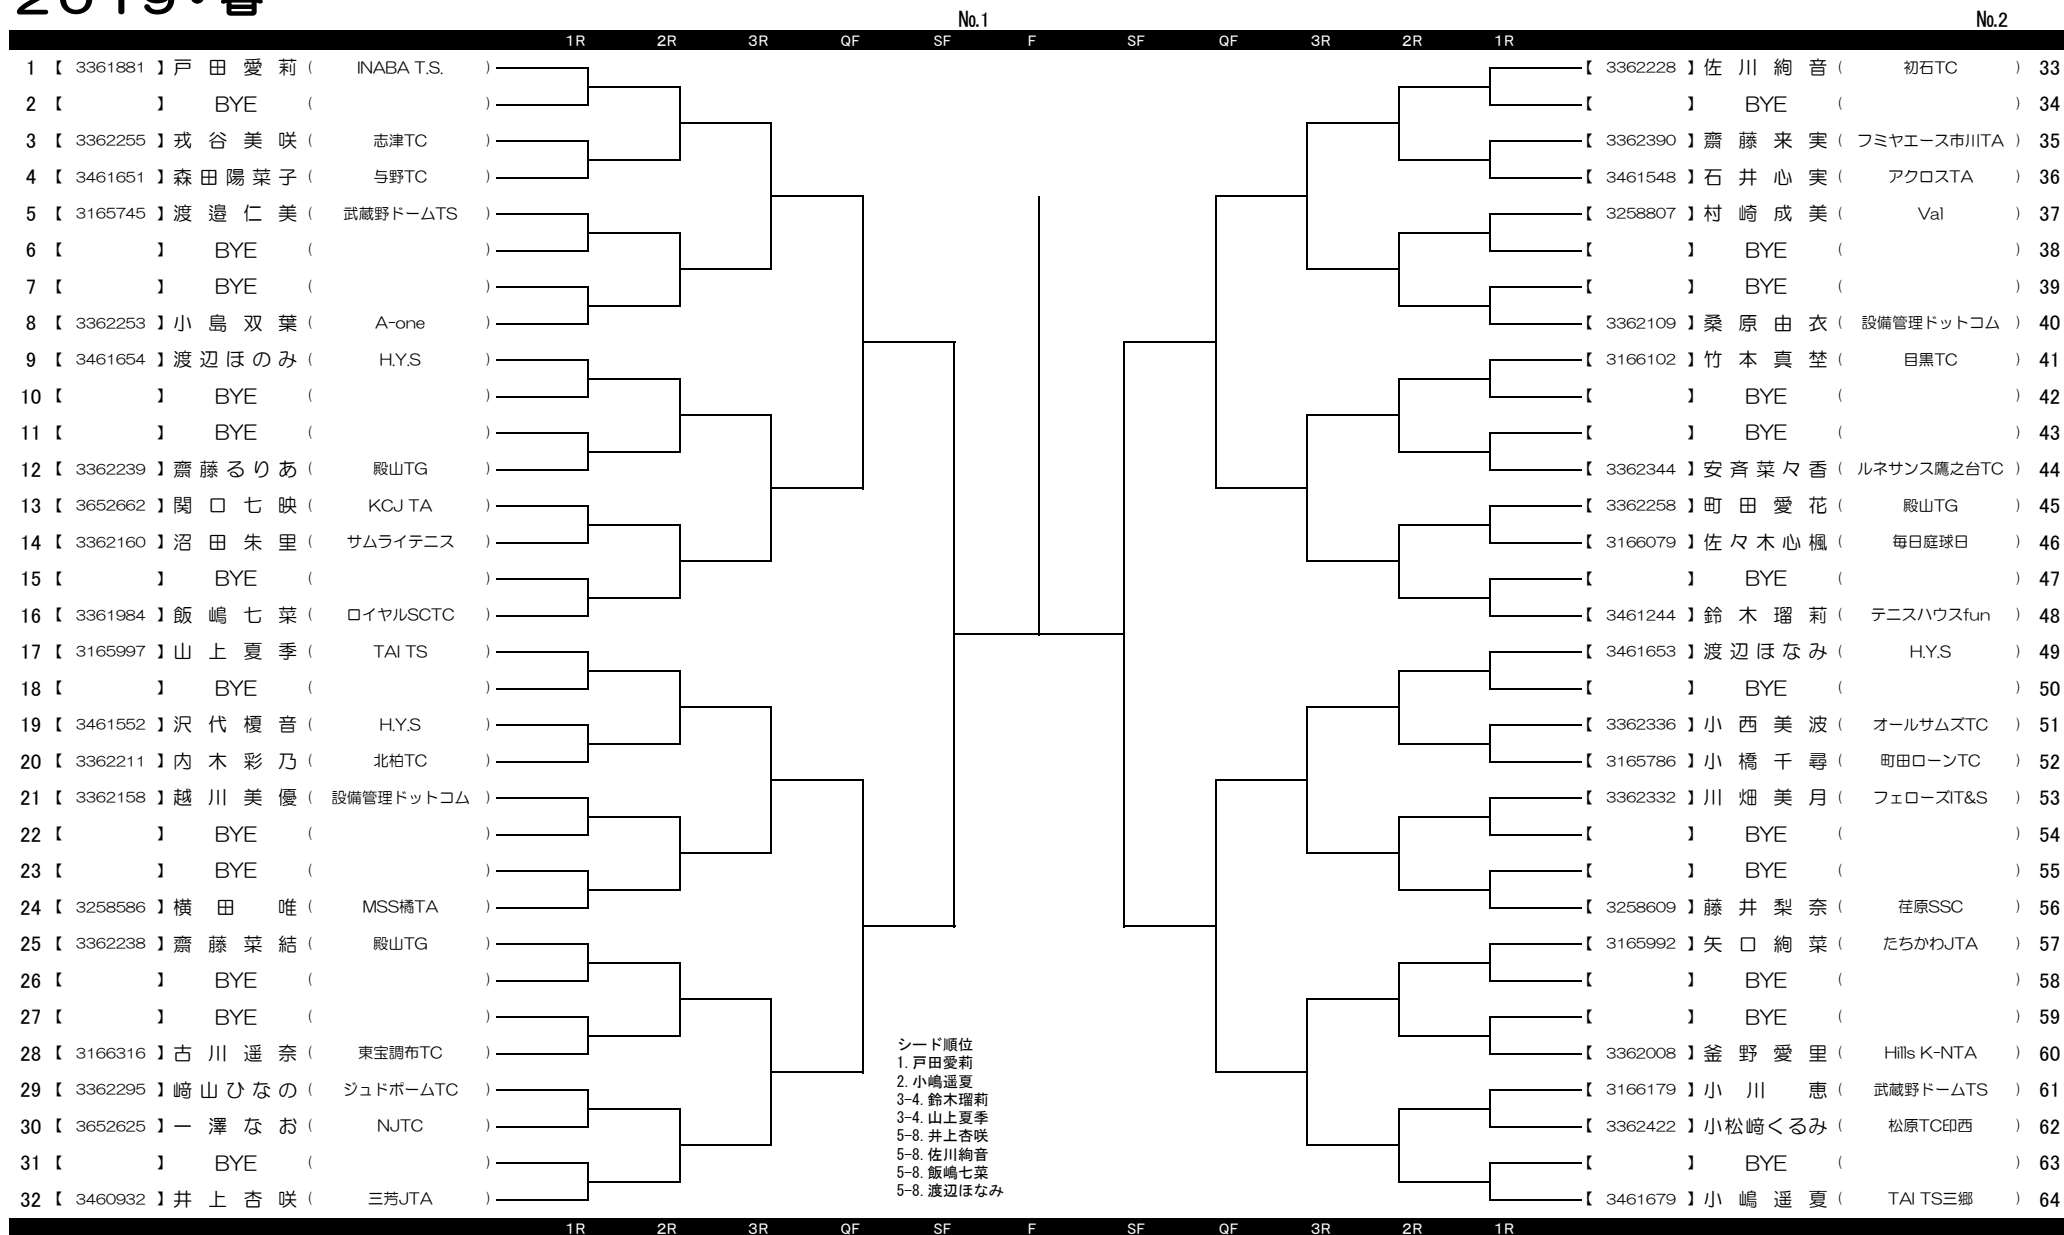 2019・春
No.1 No.2
1R 2R 3R QF SF F SF QF 3R 2R 1R
1 【 3361881 】 戸田愛莉 ( INABA T.S. ) 【 3362228 】 佐川絢音 ( 初石TC ) 33
2 【 】 BYE ( ) 【 】 BYE ( ) 34
3 【 3362255 】 戎谷美咲 ( 志津TC ) 【 3362390 】 齋藤来実 ( フミヤエース市川TA ) 35
4 【 3461651 】 森田陽菜子 ( 与野TC ) 【 3461548 】 石井心実 ( アクロスTA ) 36
5 【 3165745 】 渡邉仁美 ( 武蔵野ドームTS ) 【 3258807 】 村崎成美 ( Val ) 37
6 【 】 BYE ( ) 【 】 BYE ( ) 38
7 【 】 BYE ( ) 【 】 BYE ( ) 39
8 【 3362253 】 小島双葉 ( A-one ) 【 3362109 】 桑原由衣 ( 設備管理ドットコム ) 40
9 【 3461654 】 渡辺ほのみ ( H.Y.S ) 【 3166102 】 竹本真埜 ( 目黒TC ) 41
10 【 】 BYE ( ) 【 】 BYE ( ) 42
11 【 】 BYE ( ) 【 】 BYE ( ) 43
12 【 3362239 】 齋藤るりあ ( 殿山TG ) 【 3362344 】 安斉菜々香 ( ルネサンス鷹之台TC ) 44
13 【 3652662 】 関口七映 ( KCJ TA ) 【 3362258 】 町田愛花 ( 殿山TG ) 45
14 【 3362160 】 沼田朱里 ( サムライテニス ) 【 3166079 】 佐々木心楓 ( 毎日庭球日 ) 46
15 【 】 BYE ( ) 【 】 BYE ( ) 47
16 【 3361984 】 飯嶋七菜 ( ロイヤルSCTC ) 【 3461244 】 鈴木瑠莉 ( テニスハウスfun ) 48
17 【 3165997 】 山上夏季 ( TAI TS ) 【 3461653 】 渡辺ほなみ ( H.Y.S ) 49
18 【 】 BYE ( ) 【 】 BYE ( ) 50
19 【 3461552 】 沢代榎音 ( H.Y.S ) 【 3362336 】 小西美波 ( オールサムズTC ) 51
20 【 3362211 】 内木彩乃 ( 北柏TC ) 【 3165786 】 小橋千尋 ( 町田ローンTC ) 52
21 【 3362158 】 越川美優 ( 設備管理ドットコム ) 【 3362332 】 川畑美月 ( フェローズIT&S ) 53
22 【 】 BYE ( ) 【 】 BYE ( ) 54
23 【 】 BYE ( ) 【 】 BYE ( ) 55
24 【 3258586 】 横田唯 ( MSS橘TA ) 【 3258609 】 藤井梨奈 ( 荏原SSC ) 56
25 【 3362238 】 齋藤菜結 ( 殿山TG ) 【 3165992 】 矢口絢菜 ( たちかわJTA ) 57
26 【 】 BYE ( ) 【 】 BYE ( ) 58
27 【 】 BYE ( ) 【 】 BYE ( ) 59
28 【 3166316 】 古川遥奈 ( 東宝調布TC ) 【 3362008 】 釜野愛里 ( Hills K-NTA ) 60
29 【 3362295 】 﨑山ひなの ( ジュドポームTC ) 【 3166179 】 小川恵 ( 武蔵野ドームTS ) 61
30 【 3652625 】 一澤なお ( NJTC ) 【 3362422 】 小松﨑くるみ ( 松原TC印西 ) 62
31 【 】 BYE ( ) 【 】 BYE ( ) 63
32 【 3460932 】 井上杏咲 ( 三芳JTA ) 【 3461679 】 小嶋遥夏 ( TAI TS三郷 ) 64
シード順位
1. 戸田愛莉
2. 小嶋遥夏
3-4. 鈴木瑠莉
3-4. 山上夏季
5-8. 井上杏咲
5-8. 佐川絢音
5-8. 飯嶋七菜
5-8. 渡辺ほなみ
1R 2R 3R QF SF F SF QF 3R 2R 1R